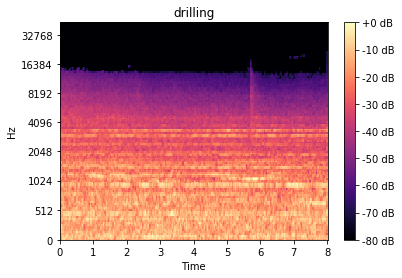 drilling
Hz
32768
16384
8192
4096
2048
1024
512
0
0 1 2 3 4 5 6 7 8
Time
+0 dB
-10 dB
-20 dB
-30 dB
-40 dB
-50 dB
-60 dB
-70 dB
-80 dB